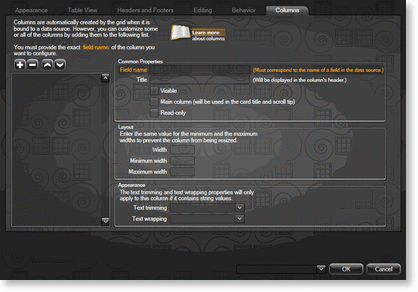 Appearance Table View Headers and Footers Editing Behavior Columns
Columns are automatically created by the grid when it is
bound to a data source. However, you can customize some
or all of the columns by adding them to the following list.
Learn more
about columns
You must provide the exact field name of the column you
want to configure.
Common Properties
Field name (Must correspond to the name of a field in the data source.)
Title (Will be displayed in the column's header.)
Visible
Main column (will be used in the card title and scroll tip)
Read-only
Layout
Enter the same value for the minimum and the maximum
widths to prevent the column from being resized.
Width
Minimum width
Maximum width
Appearance
The text trimming and text wrapping properties will only
apply to this column if it contains string values.
Text trimming
Text wrapping
OK Cancel